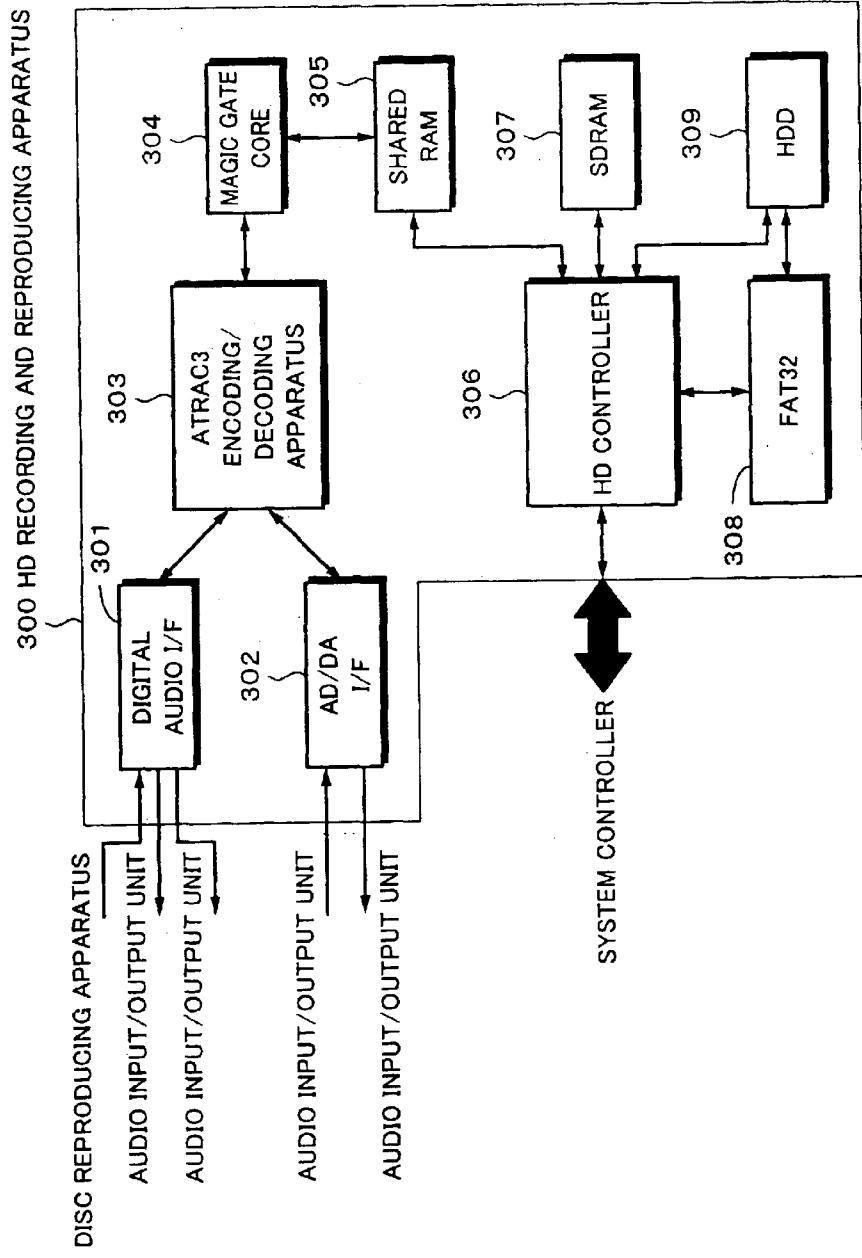 300 HD RECORDING AND REPRODUCING APPARATUS
DISC REPRODUCING APPARATUS
AUDIO INPUT/OUTPUT UNIT
AUDIO INPUT/OUTPUT UNIT
301
DIGITAL
AUDIO I/F
303
ATRAC3
ENCODING/
DECODING
APPARATUS
304
MAGIC GATE
CORE
305
SHARED
RAM
AUDIO INPUT/OUTPUT UNIT
AUDIO INPUT/OUTPUT UNIT
302
AD/DA
I/F
SYSTEM CONTROLLER
306
HD CONTROLLER
307
SDRAM
308
FAT32
309
HDD